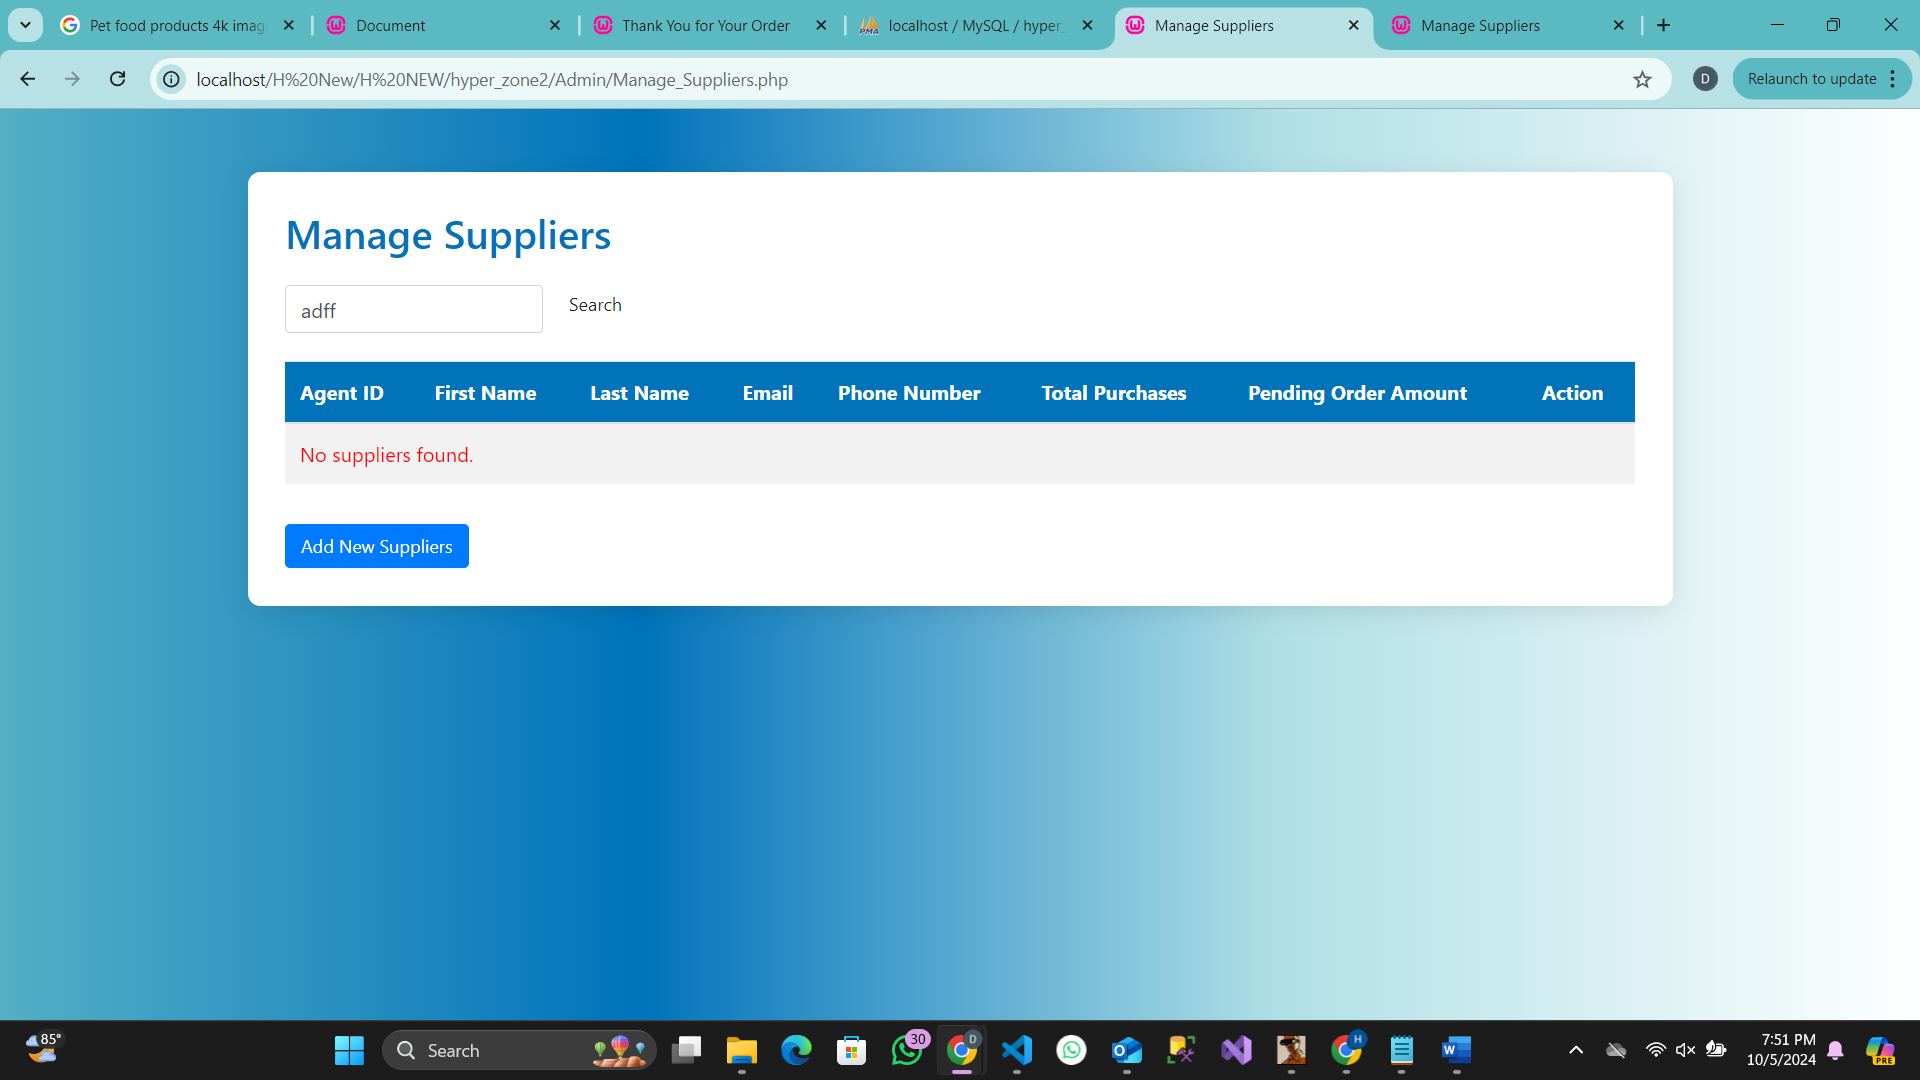 Pet food products 4k imag
Document
Thank You for Your Order
localhost / MySQL / hyper_
Manage Suppliers
Manage Suppliers
localhost/H%20New/H%20NEW/hyper_zone2/Admin/Manage_Suppliers.php
D
Relaunch to update
Manage Suppliers
adff
Search
Agent ID First Name Last Name Email Phone Number Total Purchases Pending Order Amount Action
No suppliers found.
Add New Suppliers
85°
Search
30
D
H
7:51 PM
10/5/2024
PRE